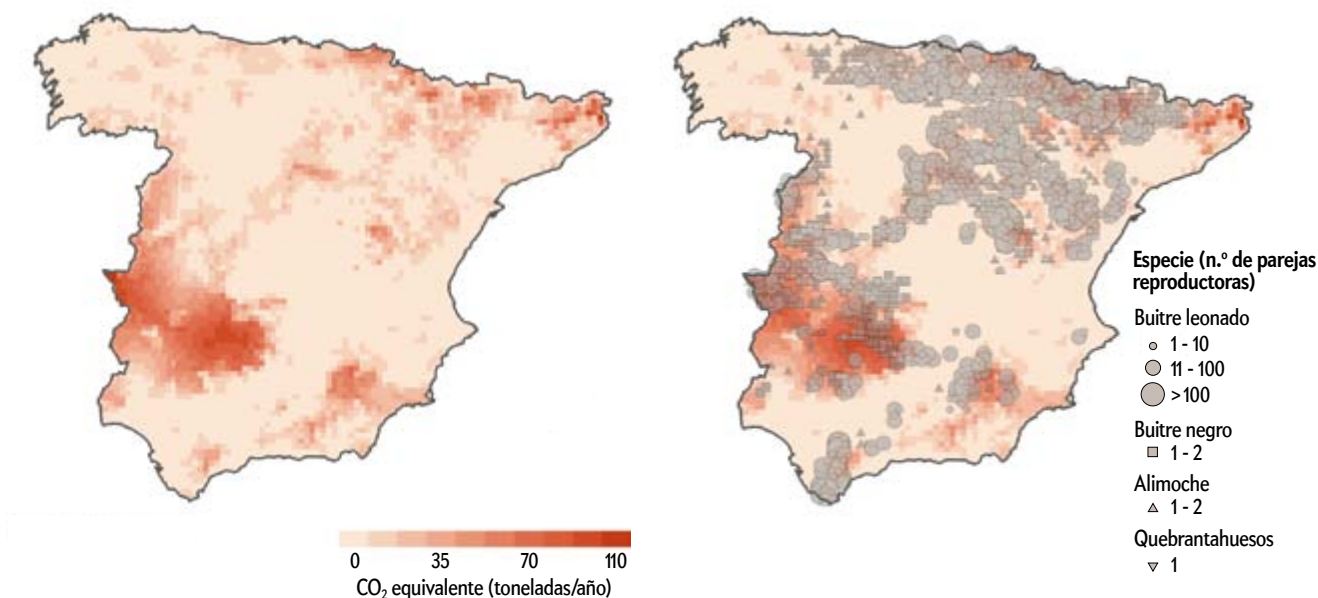 0 35 70 110
CO₂ equivalente (toneladas/año)
Especie (n.º de parejas
reproductoras)
Buitre leonado
1 - 10
11 - 100
>100
Buitre negro
1 - 2
Alimoche
1 - 2
Quebrantahuesos
1